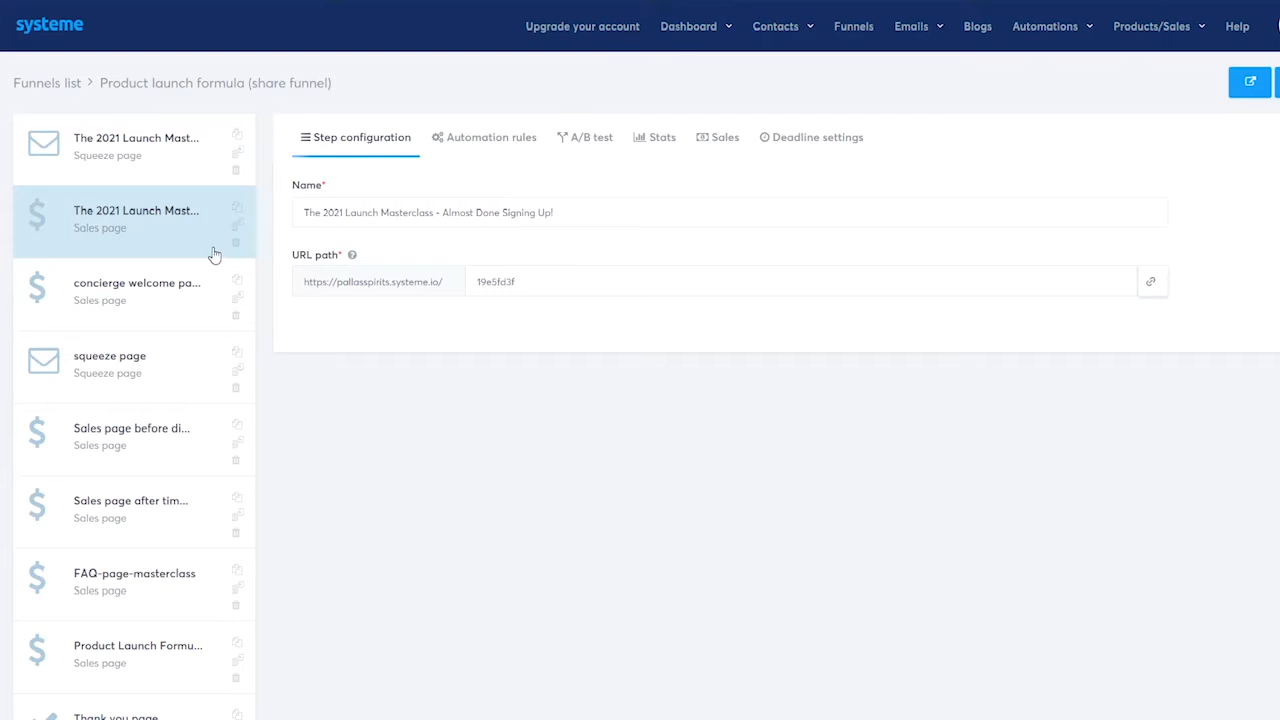 systeme
Upgrade your account Dashboard Contacts Funnels Emails Blogs Automations Products/Sales Help
Funnels list > Product launch formula (share funnel)
The 2021 Launch Mast...
Squeeze page
The 2021 Launch Mast...
Sales page
concierge welcome pa...
Sales page
squeeze page
Squeeze page
Sales page before di...
Sales page
Sales page after tim...
Sales page
FAQ-page-masterclass
Sales page
Product Launch Formu...
Sales page
Thank you page
Step configuration Automation rules A/B test Stats Sales Deadline settings
Name*
The 2021 Launch Masterclass - Almost Done Signing Up!
URL path* ?
https://pallasspirits.systeme.io/ 19e5fd3f